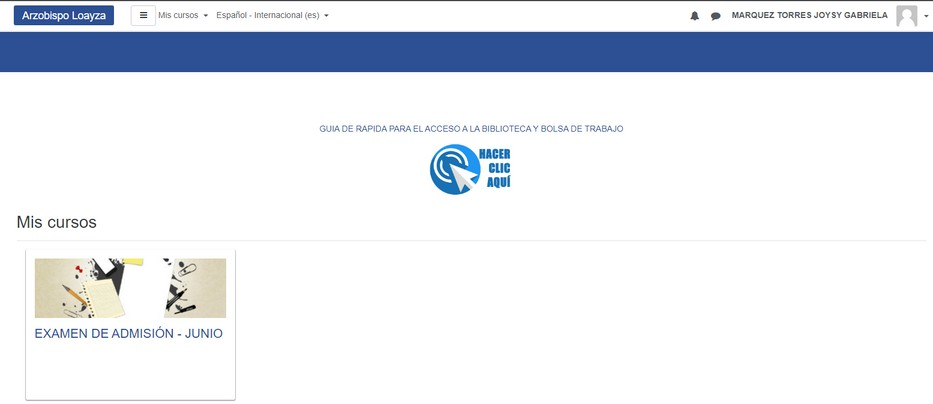 Arzobispo Loayza
Mis cursos
Español - Internacional (es)
MARQUEZ TORRES JOYSY GABRIELA
GUIA DE RAPIDA PARA EL ACCESO A LA BIBLIOTECA Y BOLSA DE TRABAJO
HACER
CLIC
AQUÍ
Mis cursos
EXAMEN DE ADMISIÓN - JUNIO